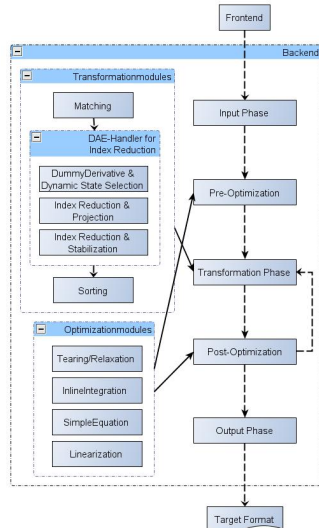 Frontend
Backend
Transformationmodules
Matching
DAE-Handler for
Index Reduction
DummyDerivative &
Dynamic State Selection
Index Reduction &
Projection
Index Reduction &
Stabilization
Sorting
Optimizationmodules
Tearing/Relaxation
InlineIntegration
SimpleEquation
Linearization
Input Phase
Pre-Optimization
Transformation Phase
Post-Optimization
Output Phase
Target Format